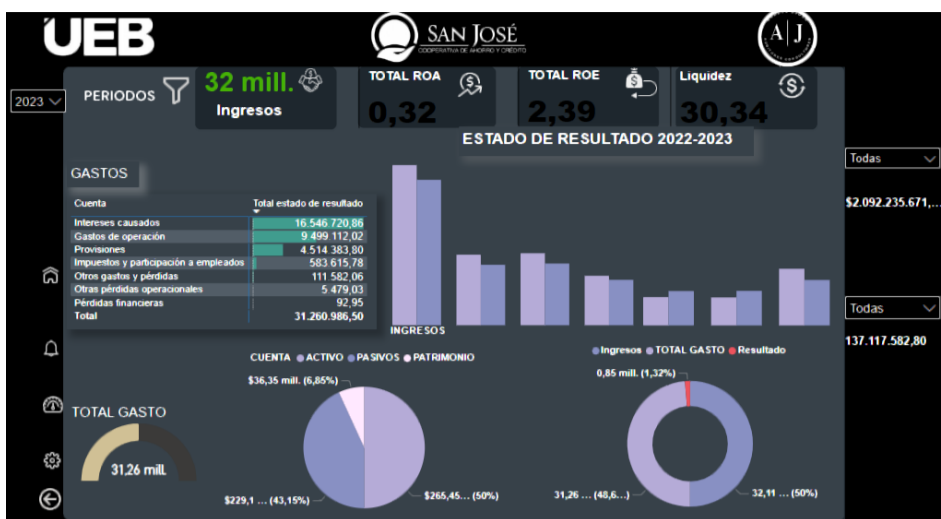 UEB
SAN JOSÉ
COOPERATIVA DE AHORRO Y CRÉDITO
A|J
2023
PERIODOS
32 mill.
Ingresos
TOTAL ROA
0,32
TOTAL ROE
2,39
Liquidez
30,34
ESTADO DE RESULTADO 2022-2023
GASTOS
Cuenta Total estado de resultado
Intereses causados 16.546 720,86
Gastos de operación 9 499 112,02
Provisiones 4.514 383,80
Impuestos y participación a empleados 583 615,78
Otros gastos y pérdidas 111 582,06
Otras pérdidas operacionales 5 479,03
Pérdidas financieras 92,95
Total 31.260.986,50
INGRESOS
Todas
$2.092.235.671,...
Todas
137.117.582,80
CUENTA ACTIVO PASIVOS PATRIMONIO
$36,35 mill. (6,85%)
$229,1 ... (43,15%)
$265,45... (50%)
Ingresos TOTAL GASTO Resultado
0,85 mill. (1,32%)
31,26 ... (48,6...)
32,11 ... (50%)
TOTAL GASTO
31,26 mill.